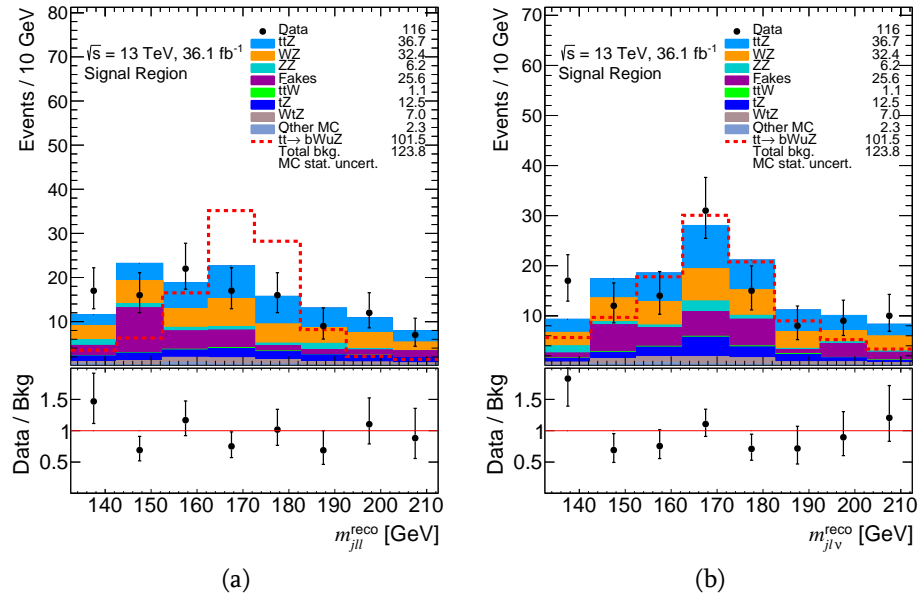 Events / 10 GeV
80
70
60
50
40
30
20
10
√s = 13 TeV, 36.1 fb-1
Signal Region
Data 116
ttZ 36.7
WZ 32.4
ZZ 6.2
Fakes 25.6
ttW 1.1
tZ 12.5
WtZ 7.0
Other MC 2.3
tt→ bWuZ 101.5
Total bkg. 123.8
MC stat. uncert.
Data / Bkg
1.5
1
0.5
140 150 160 170 180 190 200 210
m_jll^reco [GeV]
(a)
Events / 10 GeV
70
60
50
40
30
20
10
√s = 13 TeV, 36.1 fb-1
Signal Region
Data 116
ttZ 36.7
WZ 32.4
ZZ 6.2
Fakes 25.6
ttW 1.1
tZ 12.5
WtZ 7.0
Other MC 2.3
tt→ bWuZ 101.5
Total bkg. 123.8
MC stat. uncert.
Data / Bkg
1.5
1
0.5
140 150 160 170 180 190 200 210
m_jlν^reco [GeV]
(b)